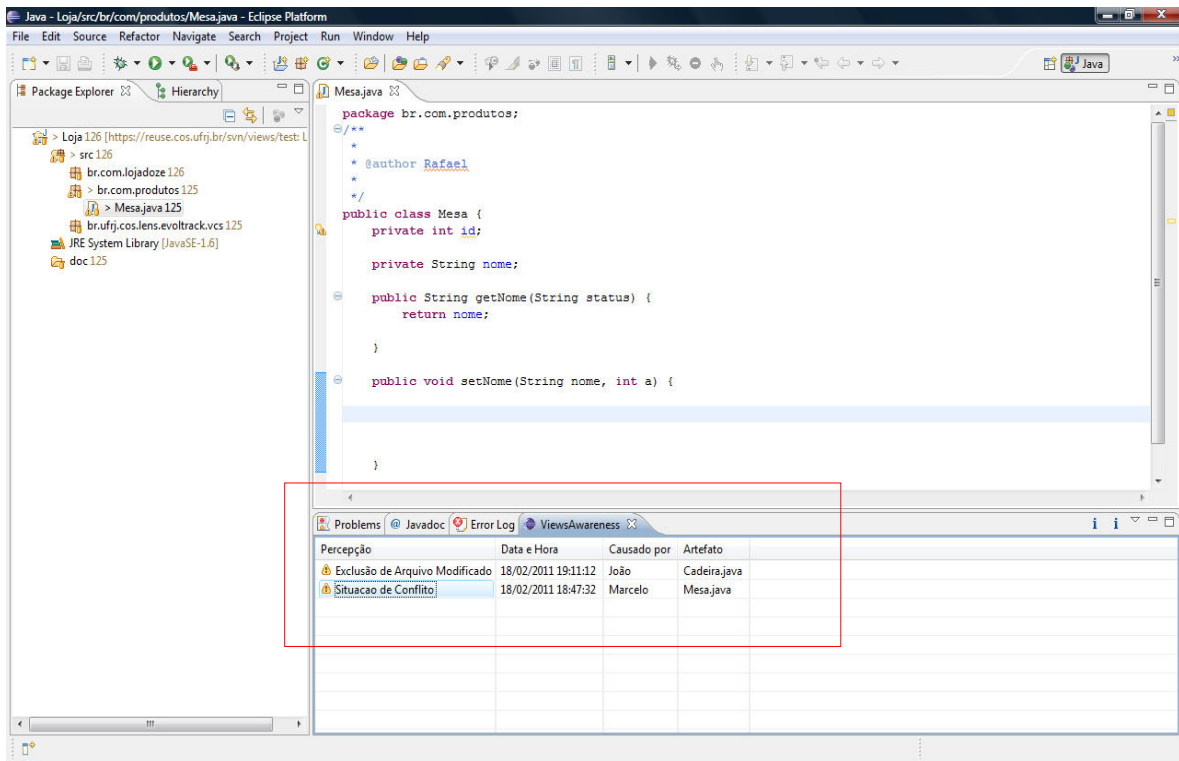 Java - Loja/src/br/com/produtos/Mesa.java - Eclipse Platform
File Edit Source Refactor Navigate Search Project Run Window Help
Java
»
Package Explorer Hierarchy
> Loja 126 [https://reuse.cos.ufrj.br/svn/views/test: L
> src 126
br.com.lojadoze 126
> br.com.produtos 125
> Mesa.java 125
br.ufrj.cos.lens.evoltrack.vcs 125
JRE System Library [JavaSE-1.6]
doc 125
Mesa.java
package br.com.produtos;
/**
*
* @author Rafael
*
*/
public class Mesa {
private int id;
private String nome;
public String getNome(String status) {
return nome;
}
public void setNome(String nome, int a) {
}
Problems @ Javadoc Error Log ViewsAwareness
Percepção Data e Hora Causado por Artefato
Exclusão de Arquivo Modificado 18/02/2011 19:11:12 João Cadeira.java
Situacao de Conflito 18/02/2011 18:47:32 Marcelo Mesa.java